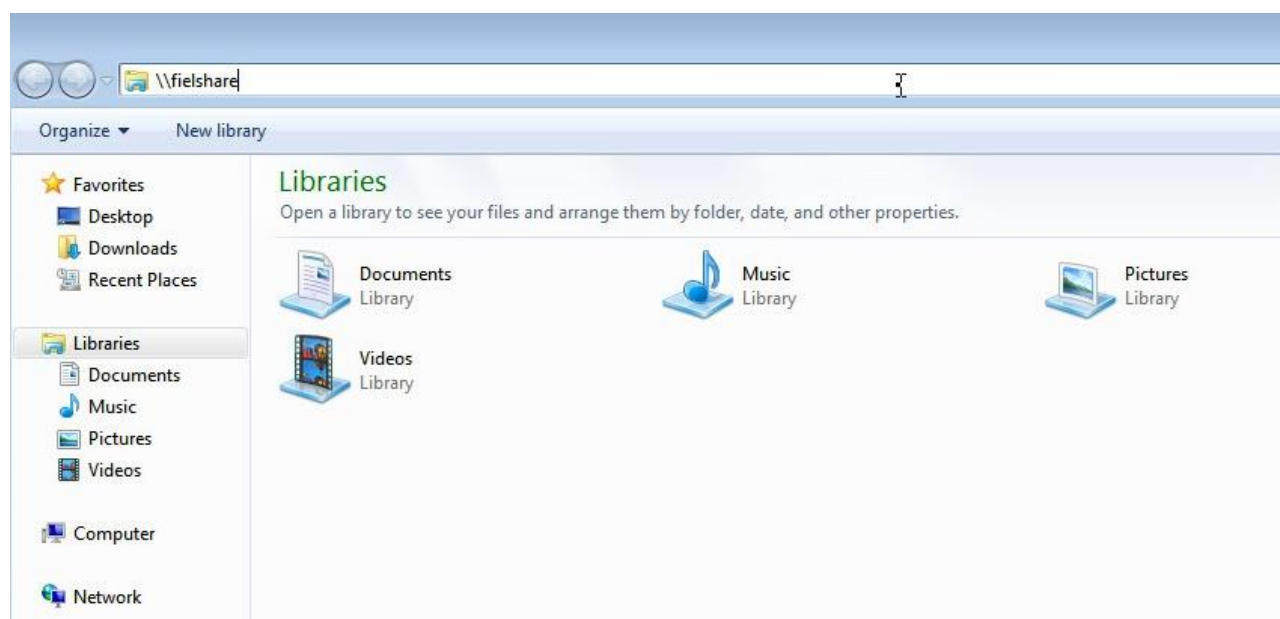 \\fielshare
Organize
New library
Favorites
Desktop
Downloads
Recent Places
Libraries
Documents
Music
Pictures
Videos
Computer
Network
Libraries
Open a library to see your files and arrange them by folder, date, and other properties.
Documents
Library
Music
Library
Pictures
Library
Videos
Library